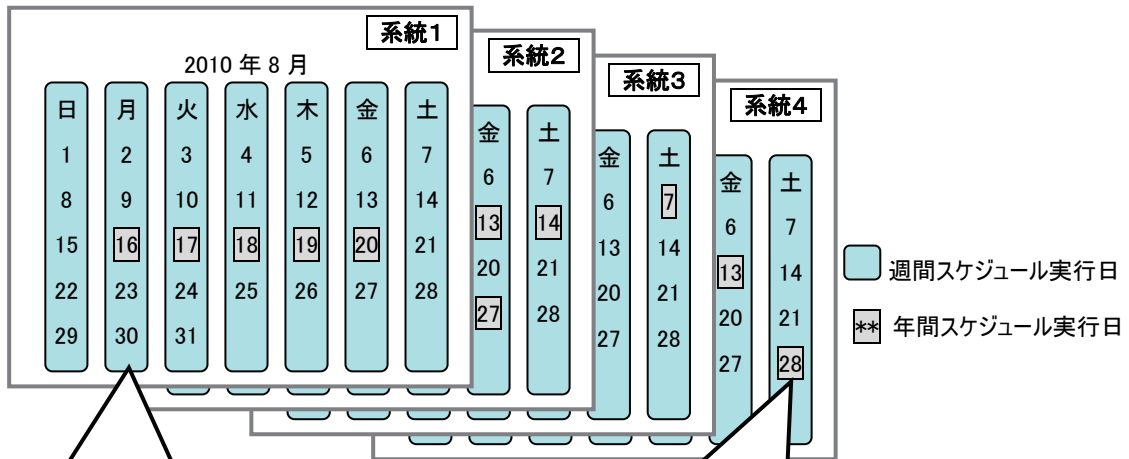 系統1
2010 年 8 月
日 月 火 水 木 金 土
1 2 3 4 5 6 7
8 9 10 11 12 13 14
15 16 17 18 19 20 21
22 23 24 25 26 27 28
29 30 31
系統2
金 土
6 7
13 14
20 21
27 28
系統3
金 土
6 7
13 14
20 21
27 28
系統4
金 土
6 7
13 14
20 21
27 28
週間スケジュール実行日
** 年間スケジュール実行日